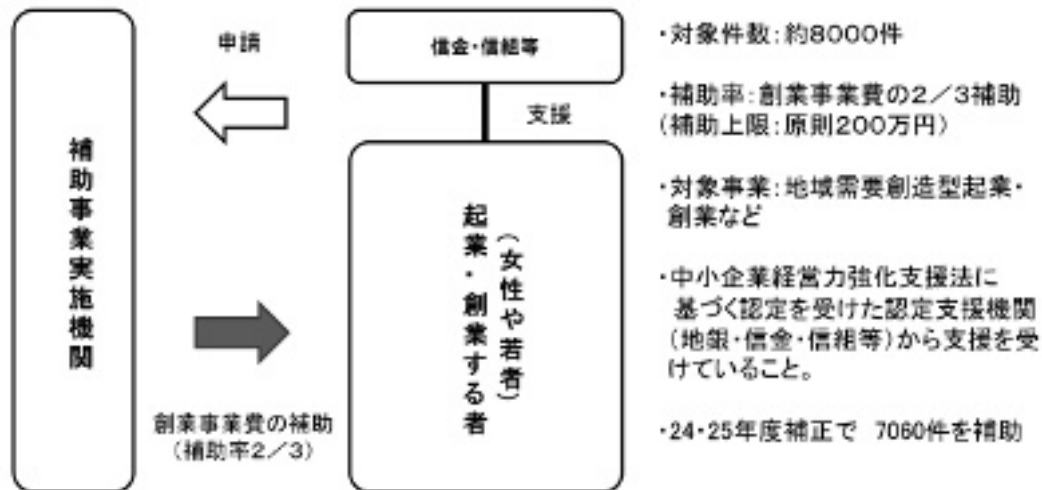 補助事業実施機関
申請
創業事業費の補助
(補助率2/3)
信金・信組等
支援
起業・創業する者
(女性や若者)
・対象件数:約8000件
・補助率:創業事業費の2/3補助
(補助上限:原則200万円)
・対象事業:地域需要創造型起業・
創業など
・中小企業経営力強化支援法に
基づく認定を受けた認定支援機関
(地銀・信金・信組等)から支援を受
けていること。
・24・25年度補正で 7060件を補助